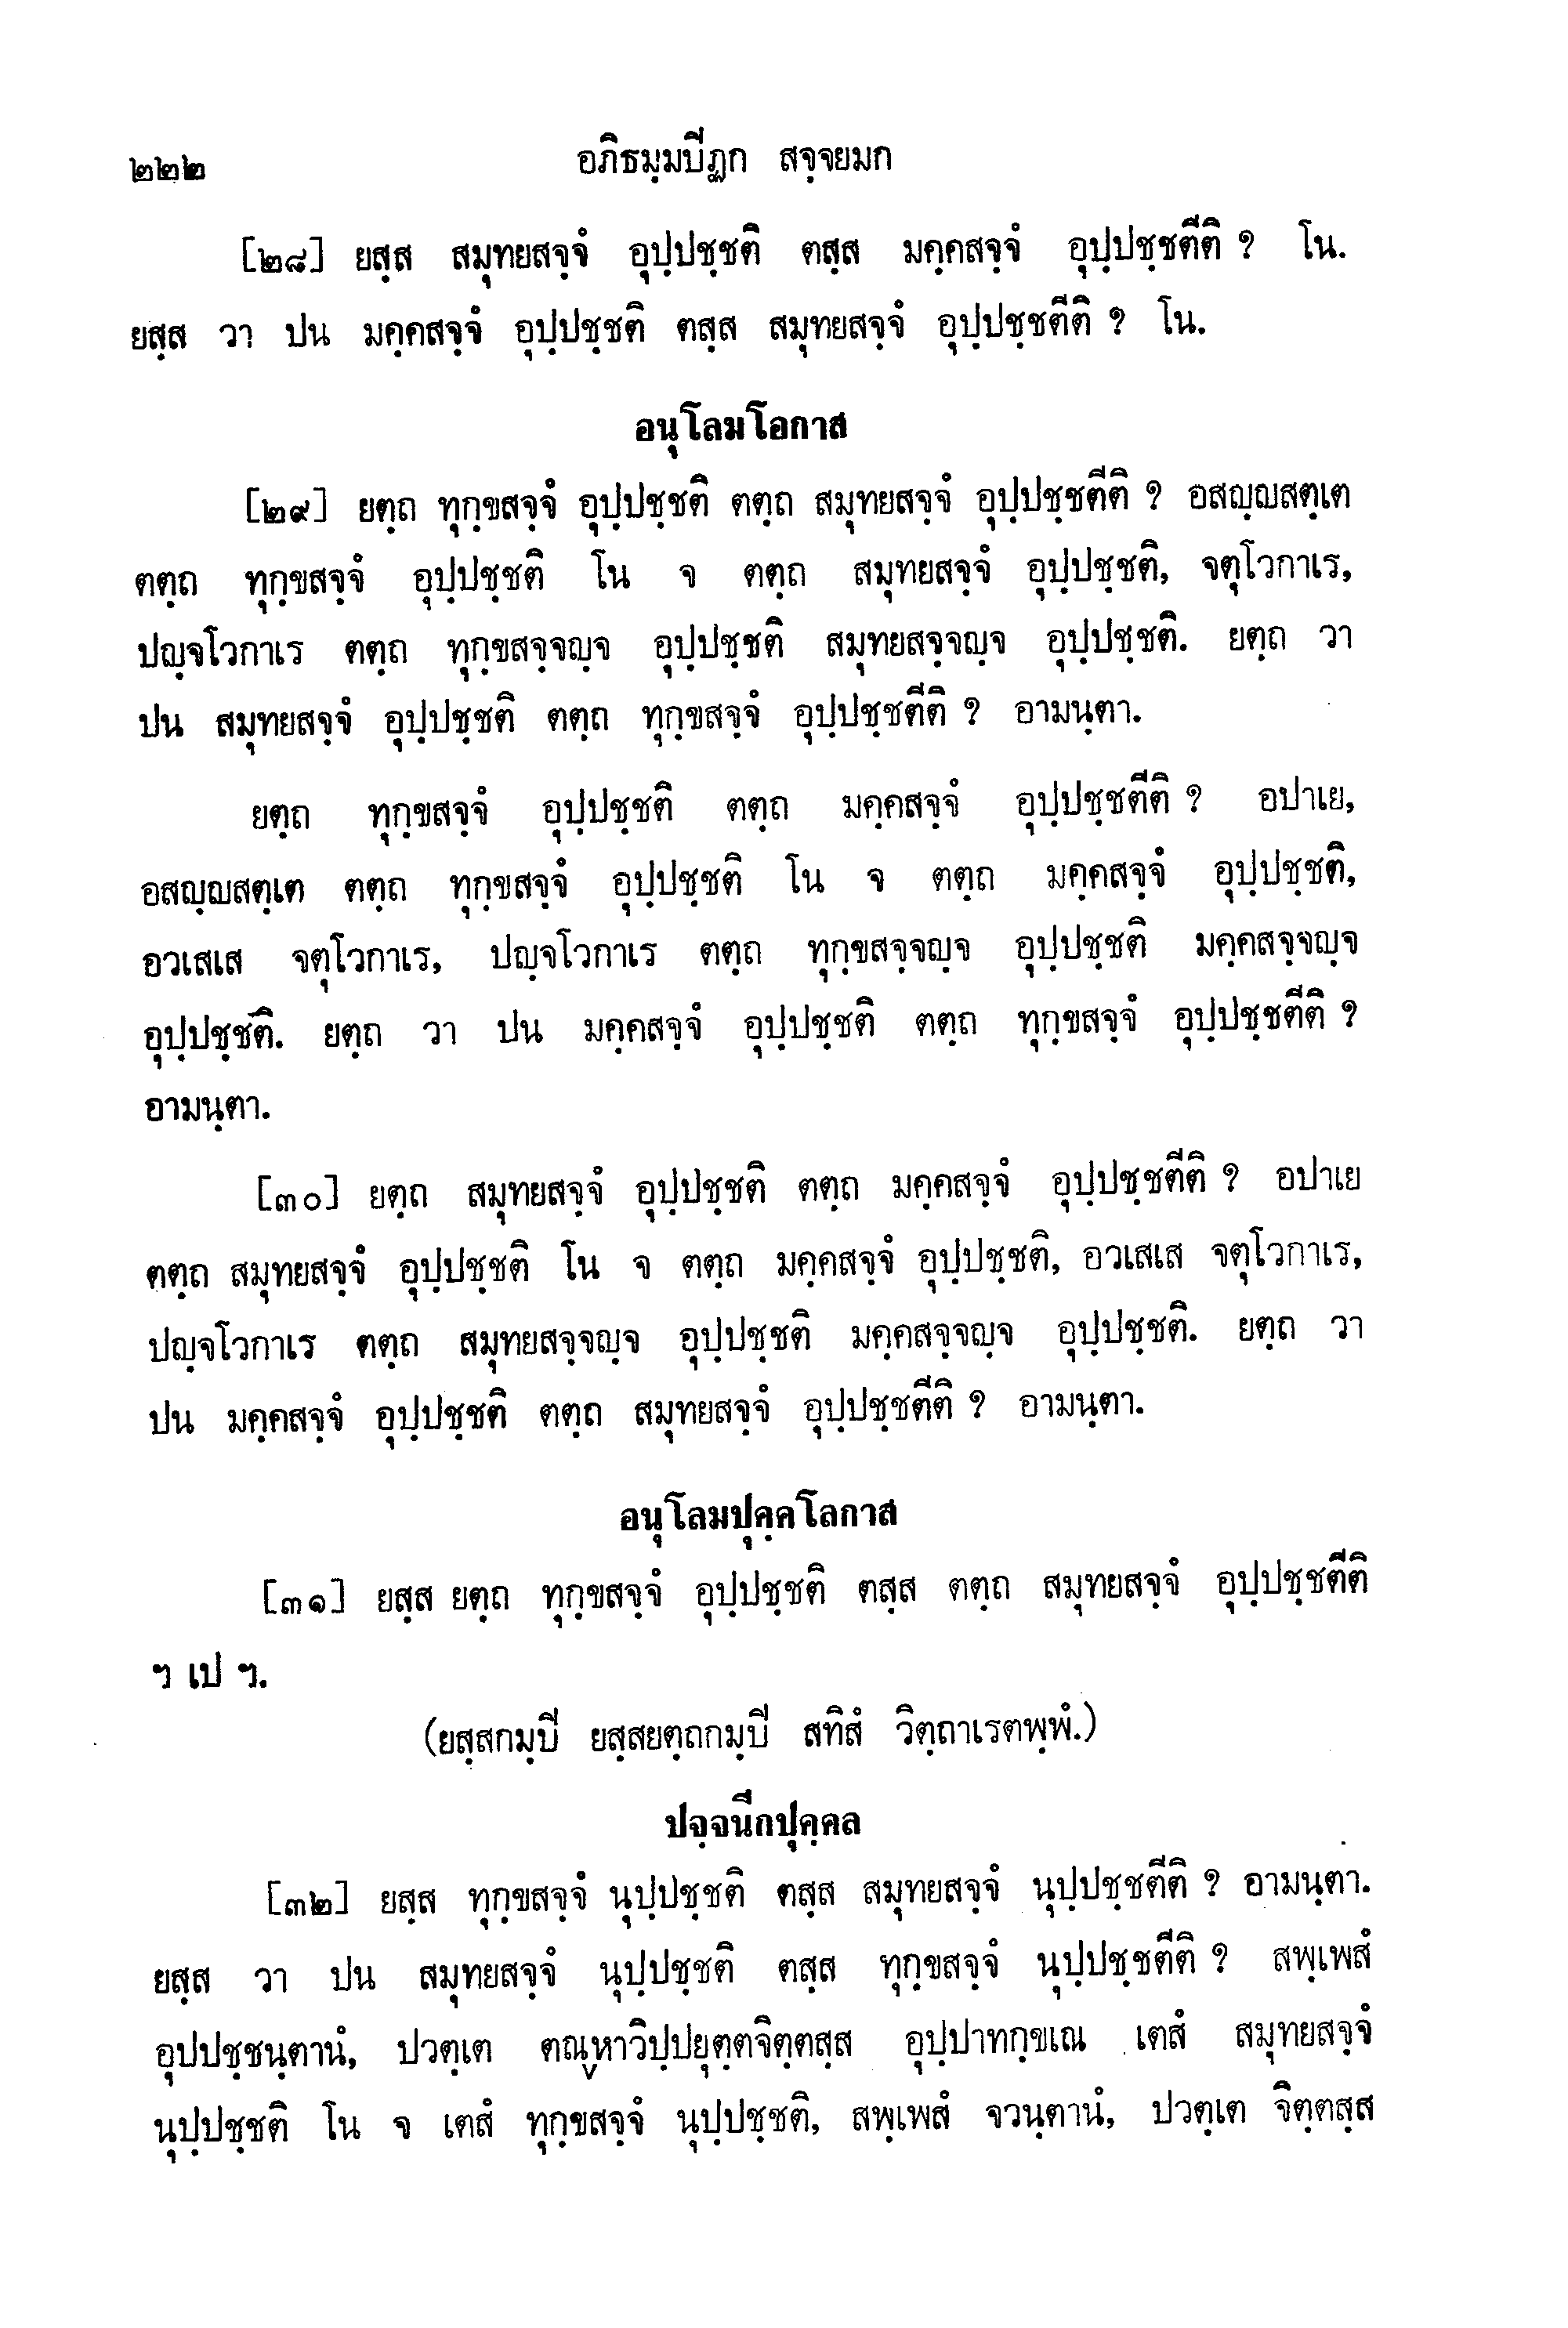 ๒๒๒ อภิธมฺมปีฏก สจฺจยมก
[๒๘] ยสฺส สมุทยสจฺจํ อุปฺปชฺชติ ตสฺส มคฺคสจฺจํ อุปฺปชฺชตีติ ? โน.
ยสฺส วา ปน มคฺคสจฺจํ อุปฺปชฺชติ ตสฺส สมุทยสจฺจํ อุปฺปชฺชตีติ ? โน.
อนุโลมโอกาส
[๒๙] ยตฺถ ทุกฺขสจฺจํ อุปฺปชฺชติ ตตฺถ สมุทยสจฺจํ อุปฺปชฺชตีติ ? อสญฺญสตฺเต
ตตฺถ ทุกฺขสจฺจํ อุปฺปชฺชติ โน จ ตตฺถ สมุทยสจฺจํ อุปฺปชฺชติ, จตุโวกาเร,
ปญฺจโวกาเร ตตฺถ ทุกฺขสจฺจญฺจ อุปฺปชฺชติ สมุทยสจฺจญฺจ อุปฺปชฺชติ. ยตฺถ วา
ปน สมุทยสจฺจํ อุปฺปชฺชติ ตตฺถ ทุกฺขสจฺจํ อุปฺปชฺชตีติ ? อามนฺตา.
ยตฺถ ทุกฺขสจฺจํ อุปฺปชฺชติ ตตฺถ มคฺคสจฺจํ อุปฺปชฺชตีติ ? อปาเย,
อสญฺญสตฺเต ตตฺถ ทุกฺขสจฺจํ อุปฺปชฺชติ โน จ ตตฺถ มคฺคสจฺจํ อุปฺปชฺชติ,
อวเสเส จตุโวกาเร, ปญฺจโวกาเร ตตฺถ ทุกฺขสจฺจญฺจ อุปฺปชฺชติ มคฺคสจฺจญฺจ
อุปฺปชฺชติ. ยตฺถ วา ปน มคฺคสจฺจํ อุปฺปชฺชติ ตตฺถ ทุกฺขสจฺจํ อุปฺปชฺชตีติ ?
อามนฺตา.
[๓๐] ยตฺถ สมุทยสจฺจํ อุปฺปชฺชติ ตตฺถ มคฺคสจฺจํ อุปฺปชฺชตีติ ? อปาเย
ตตฺถ สมุทยสจฺจํ อุปฺปชฺชติ โน จ ตตฺถ มคฺคสจฺจํ อุปฺปชฺชติ, อวเสเส จตุโวกาเร,
ปญฺจโวกาเร ตตฺถ สมุทยสจฺจญฺจ อุปฺปชฺชติ มคฺคสจฺจญฺจ อุปฺปชฺชติ. ยตฺถ วา
ปน มคฺคสจฺจํ อุปฺปชฺชติ ตตฺถ สมุทยสจฺจํ อุปฺปชฺชตีติ ? อามนฺตา.
อนุโลมปุคฺคโลกาส
[๓๑] ยสฺส ยตฺถ ทุกฺขสจฺจํ อุปฺปชฺชติ ตสฺส ตตฺถ สมุทยสจฺจํ อุปฺปชฺชตีติ
ฯ เป ฯ.
(ยสฺสกมฺปี ยสฺสยตฺถกมฺปี สทิสํ วิตฺถาเรตพฺพํ.)
ปจฺจนีกปุคฺคล
[๓๒] ยสฺส ทุกฺขสจฺจํ นุปฺปชฺชติ ตสฺส สมุทยสจฺจํ นุปฺปชฺชตีติ ? อามนฺตา.
ยสฺส วา ปน สมุทยสจฺจํ นุปฺปชฺชติ ตสฺส ทุกฺขสจฺจํ นุปฺปชฺชตีติ ? สพฺเพสํ
อุปปชฺชนฺตานํ, ปวตฺเต ตณฺหาวิปฺปยุตฺตจิตฺตสฺส อุปฺปาทกฺขเณ เตสํ สมุทยสจฺจํ
นุปฺปชฺชติ โน จ เตสํ ทุกฺขสจฺจํ นุปฺปชฺชติ, สพฺเพสํ จวนฺตานํ, ปวตฺเต จิตฺตสฺส